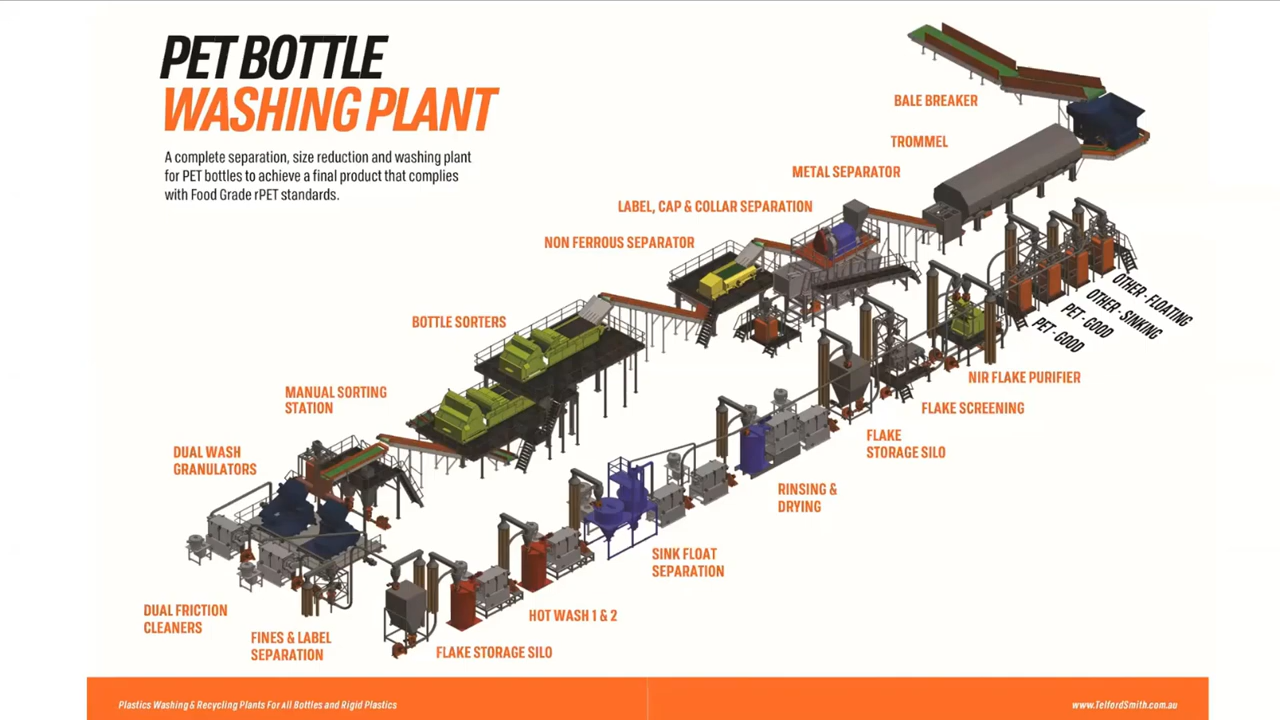 PET BOTTLE
WASHING PLANT
A complete separation, size reduction and washing plant
for PET bottles to achieve a final product that complies
with Food Grade rPET standards.
BALE BREAKER
TROMMEL
METAL SEPARATOR
LABEL, CAP & COLLAR SEPARATION
NON FERROUS SEPARATOR
BOTTLE SORTERS
MANUAL SORTING
STATION
DUAL WASH
GRANULATORS
DUAL FRICTION
CLEANERS
FINES & LABEL
SEPARATION
FLAKE STORAGE SILO
HOT WASH 1 & 2
SINK FLOAT
SEPARATION
RINSING &
DRYING
FLAKE
STORAGE SILO
FLAKE SCREENING
NIR FLAKE PURIFIER
OTHER - FLOATING
OTHER - SINKING
PET - GOOD
PET - GOOD
Plastics Washing & Recycling Plants For All Bottles and Rigid Plastics
www.TelfordSmith.com.au